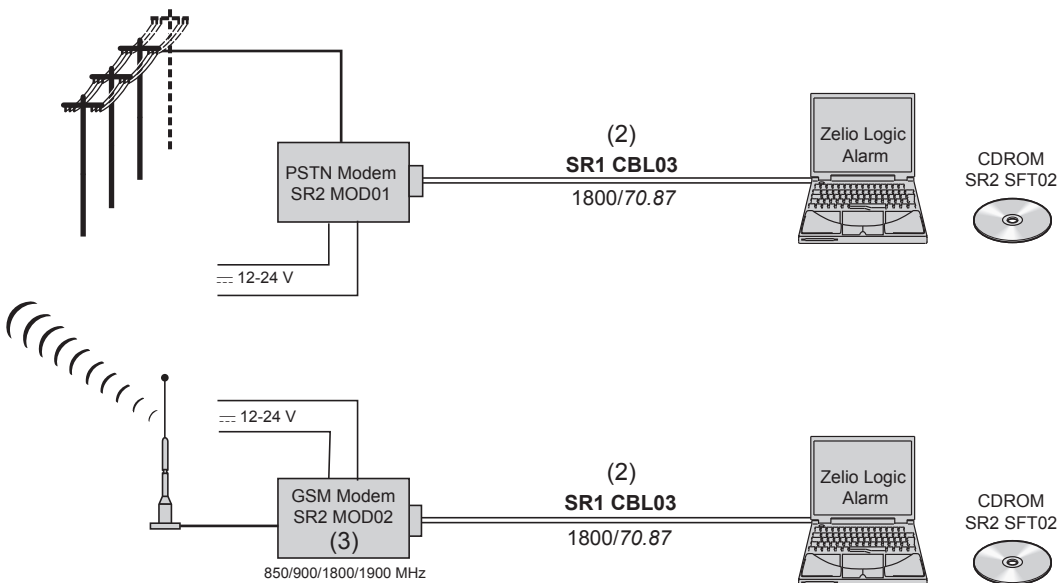 PSTN Modem
SR2 MOD01
(2)
SR1 CBL03
1800/70.87
Zelio Logic
Alarm
CDROM
SR2 SFT02
12-24 V
12-24 V
GSM Modem
SR2 MOD02
(3)
850/900/1800/1900 MHz
(2)
SR1 CBL03
1800/70.87
Zelio Logic
Alarm
CDROM
SR2 SFT02